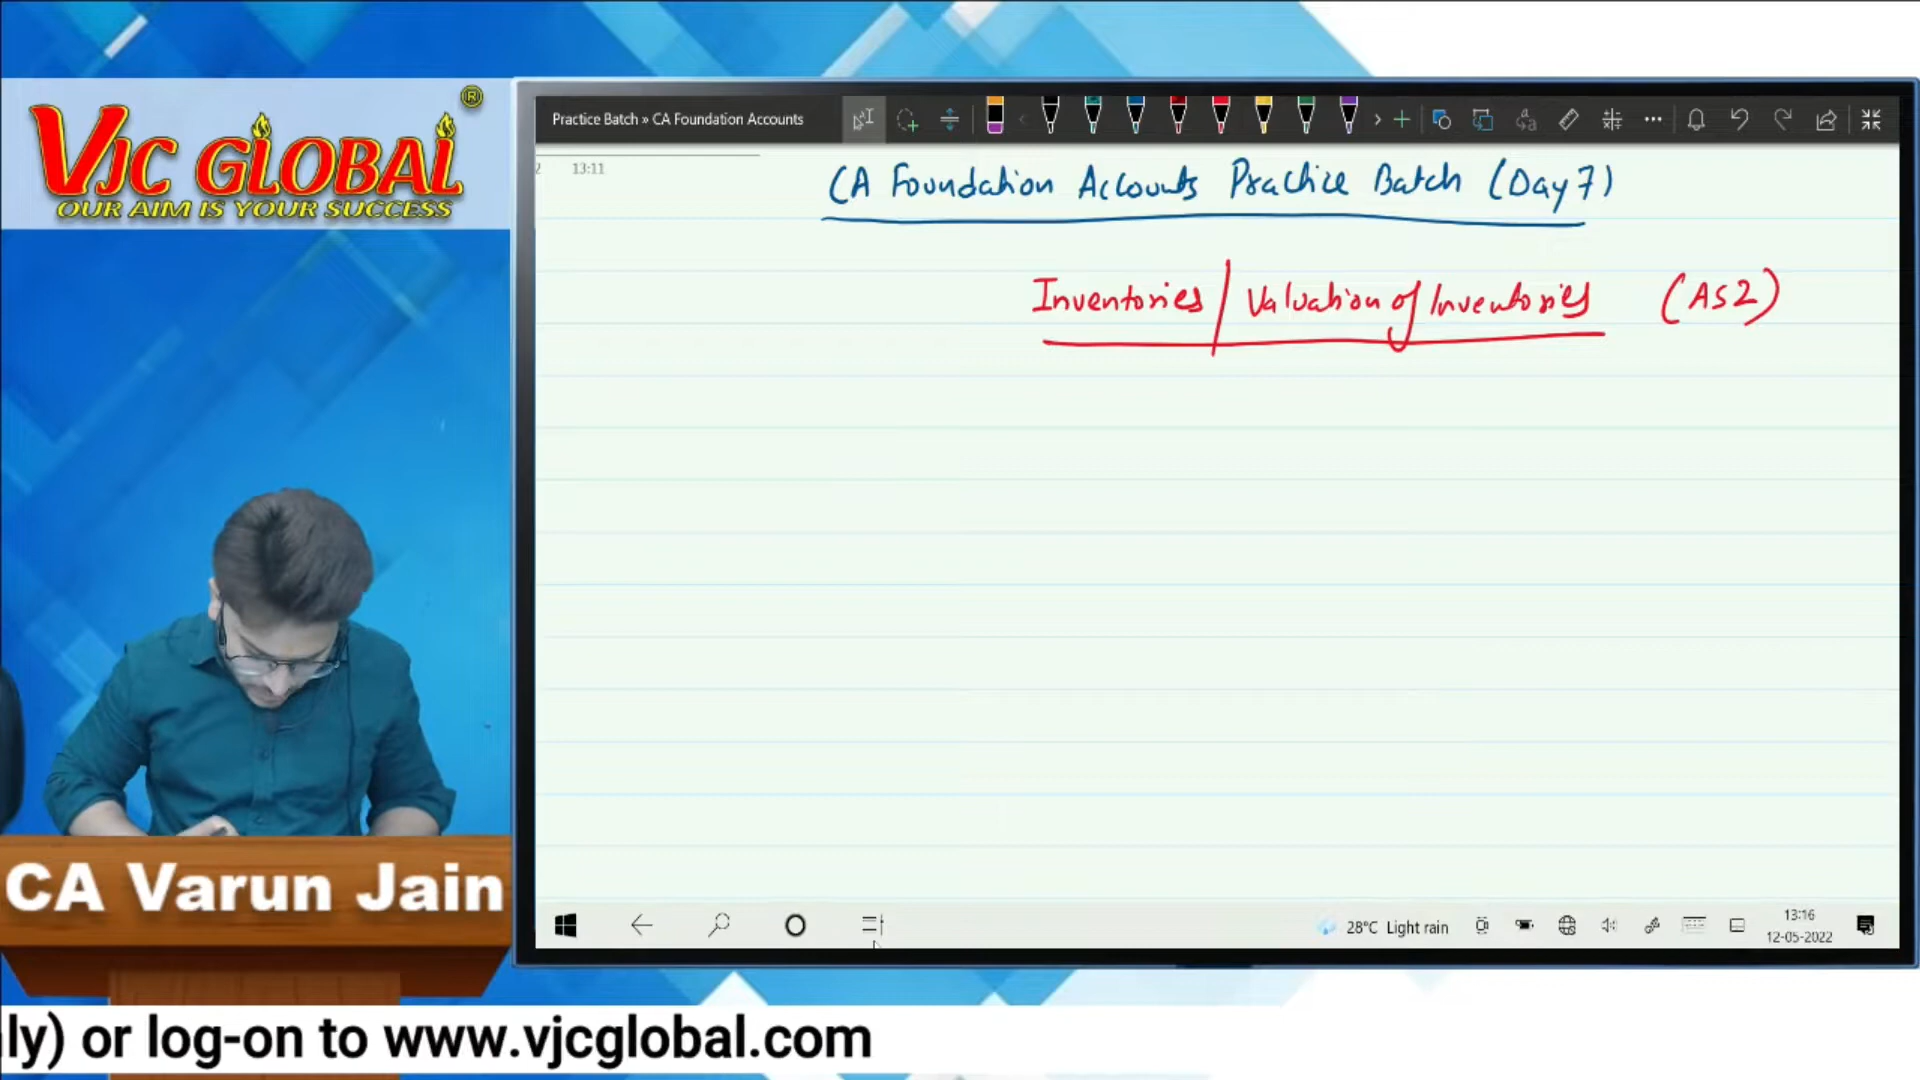 VJC GLOBAL ®
OUR AIM IS YOUR SUCCESS
Practice Batch » CA Foundation Accounts
2 13:11
CA Foundation Accounts Practice Batch (Day 7)
Inventories / Valuation of Inventories (AS2)
CA Varun Jain
28°C Light rain
13:16
12-05-2022
ly) or log-on to www.vjcglobal.com